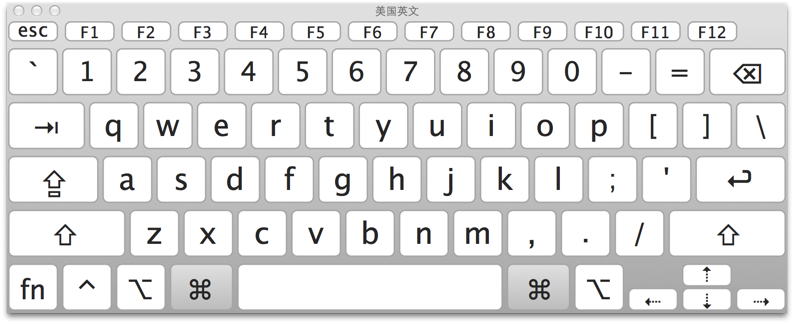 美国英文
esc F1 F2 F3 F4 F5 F6 F7 F8 F9 F10 F11 F12
` 1 2 3 4 5 6 7 8 9 0 - = ⌫
⇥ q w e r t y u i o p [ ] \
⇪ a s d f g h j k l ; ' ↩
⇧ z x c v b n m , . / ⇧
fn ^ ⌥ ⌘ ⌘ ⌥ ⇠ ⇡ ⇣ ⇢